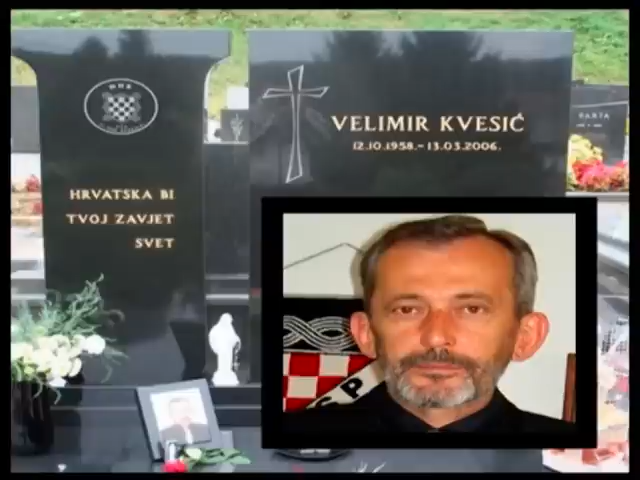 HRVATSKA BI
TVOJ ZAVJET
SVET
VELIMIR KVESIĆ
12.10.1958.-13.03.2006.